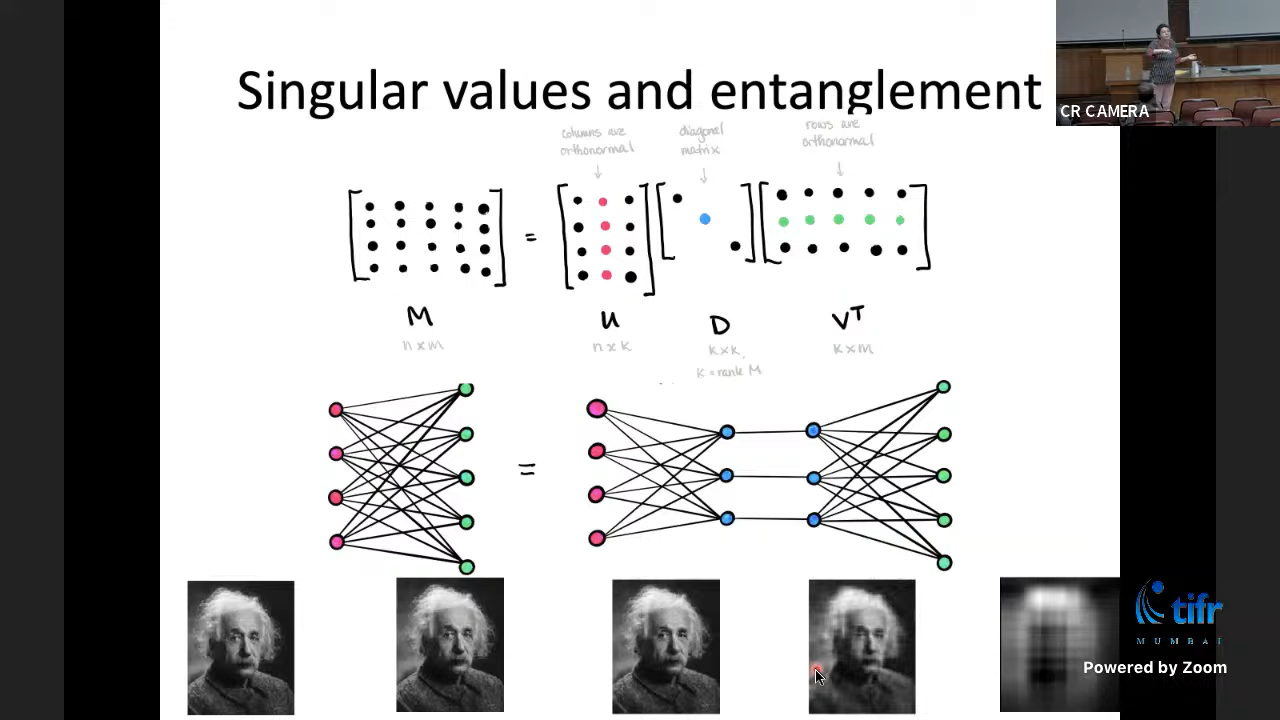 Singular values and entanglement
CR CAMERA
columns are
orthonormal
diagonal
matrix
rows are
orthonormal
=
M
n x m
U
n x k
D
k x k,
k = rank M
Vᵀ
k x m
=
tifr
MUMBAI
Powered by Zoom